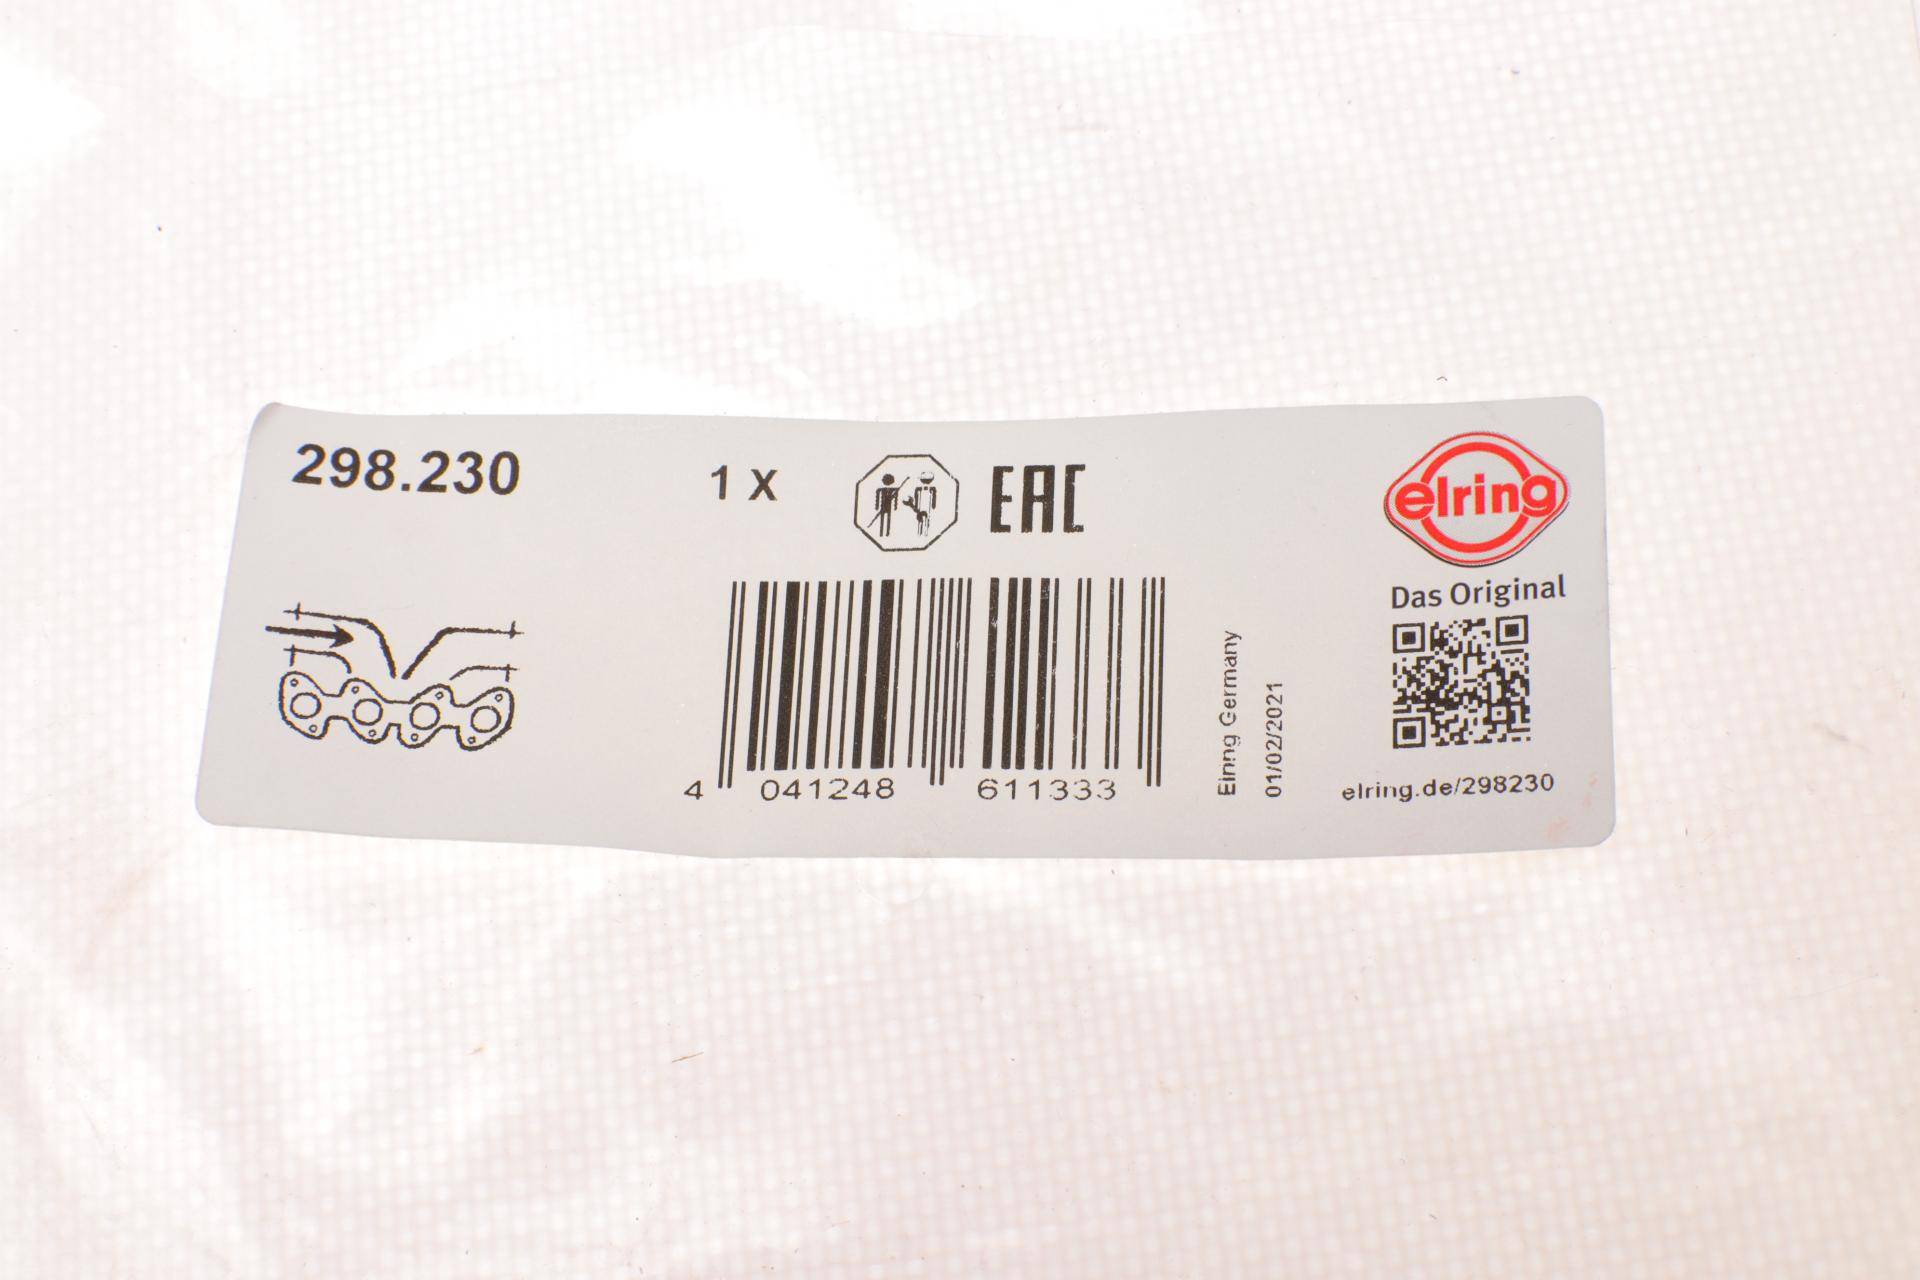 298.230
1 X
EAC
elring
Das Original
4 041248 611333
Elring Germany
01/02/2021
elring.de/298230